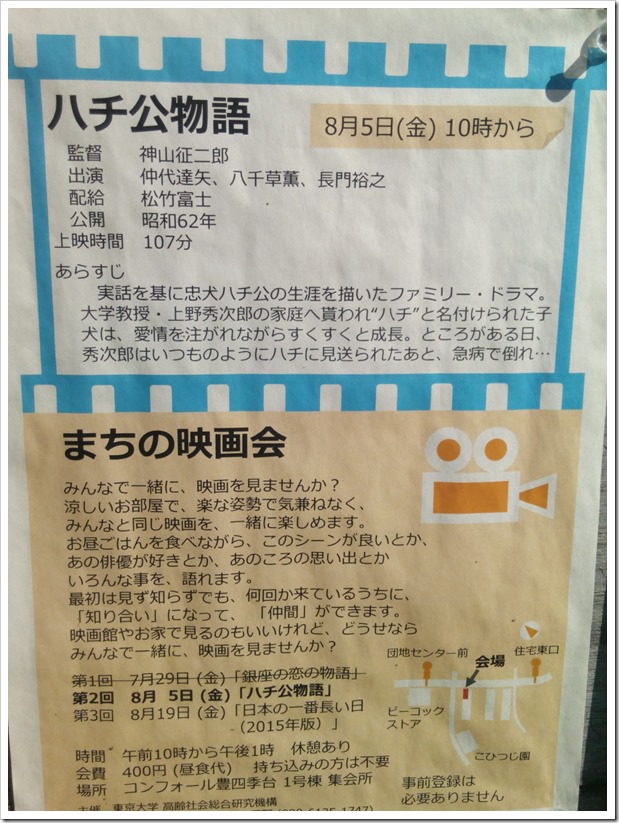 ハチ公物語
8月5日(金) 10時から
監督 神山征二郎
出演 仲代達矢、八千草薫、長門裕之
配給 松竹富士
公開 昭和62年
上映時間 107分
あらすじ
実話を基に忠犬ハチ公の生涯を描いたファミリー・ドラマ。
大学教授・上野秀次郎の家庭へ貰われ“ハチ”と名付けられた子
犬は、愛情を注がれながらすくすくと成長。ところがある日、
秀次郎はいつものようにハチに見送られたあと、急病で倒れ…
まちの映画会
みんなで一緒に、映画を見ませんか？
涼しいお部屋で、楽な姿勢で気兼ねなく、
みんなと同じ映画を、一緒に楽しめます。
お昼ごはんを食べながら、このシーンが良いとか、
あの俳優が好きとか、あのころの思い出とか
いろんな事を、語れます。
最初は見ず知らずでも、何回か来ているうちに、
「知り合い」になって、「仲間」ができます。
映画館やお家で見るのもいいけれど、どうせなら
みんなで一緒に、映画を見ませんか？
第1回 7月29日(金)「銀座の恋の物語」
第2回 8月 5日(金)「ハチ公物語」
第3回 8月19日(金)「日本の一番長い日
（2015年版）」
時間 午前10時から午後1時 休憩あり
会費 400円(昼食代) 持ち込みの方は不要
場所 コンフォール豊四季台 1号棟 集会所
主催 東京大学 高齢社会総合研究機構
団地センター前
住宅東口
会場
ピーコック
ストア
こひつじ園
事前登録は
必要ありません